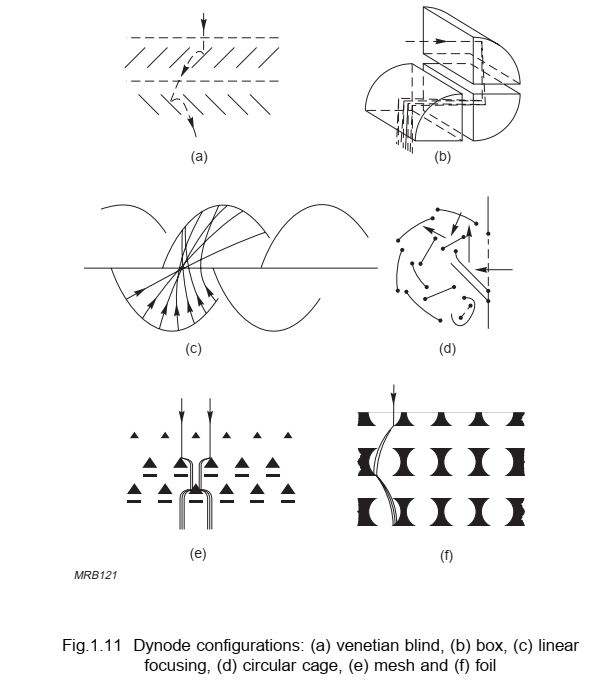 (a)
(b)
(c)
(d)
(e)
(f)
MRB121
Fig.1.11 Dynode configurations: (a) venetian blind, (b) box, (c) linear
focusing, (d) circular cage, (e) mesh and (f) foil